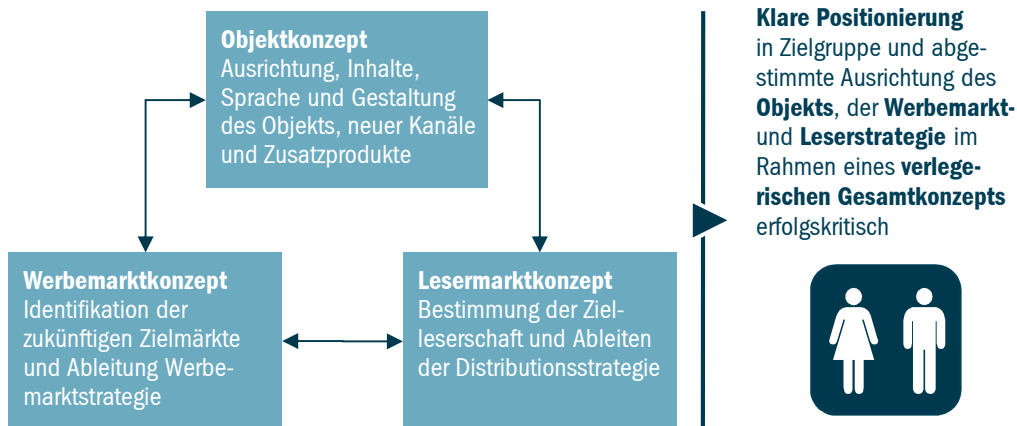 Objektkonzept
Ausrichtung, Inhalte,
Sprache und Gestaltung
des Objekts, neuer Kanäle
und Zusatzprodukte
Werbemarktkonzept
Identifikation der
zukünftigen Zielmärkte
und Ableitung Werbe-
marktstrategie
Lesermarktkonzept
Bestimmung der Ziel-
leserschaft und Ableiten
der Distributionsstrategie
Klare Positionierung
in Zielgruppe und abge-
stimmte Ausrichtung des
Objekts, der Werbemarkt-
und Leserstrategie im
Rahmen eines verlege-
rischen Gesamtkonzepts
erfolgskritisch